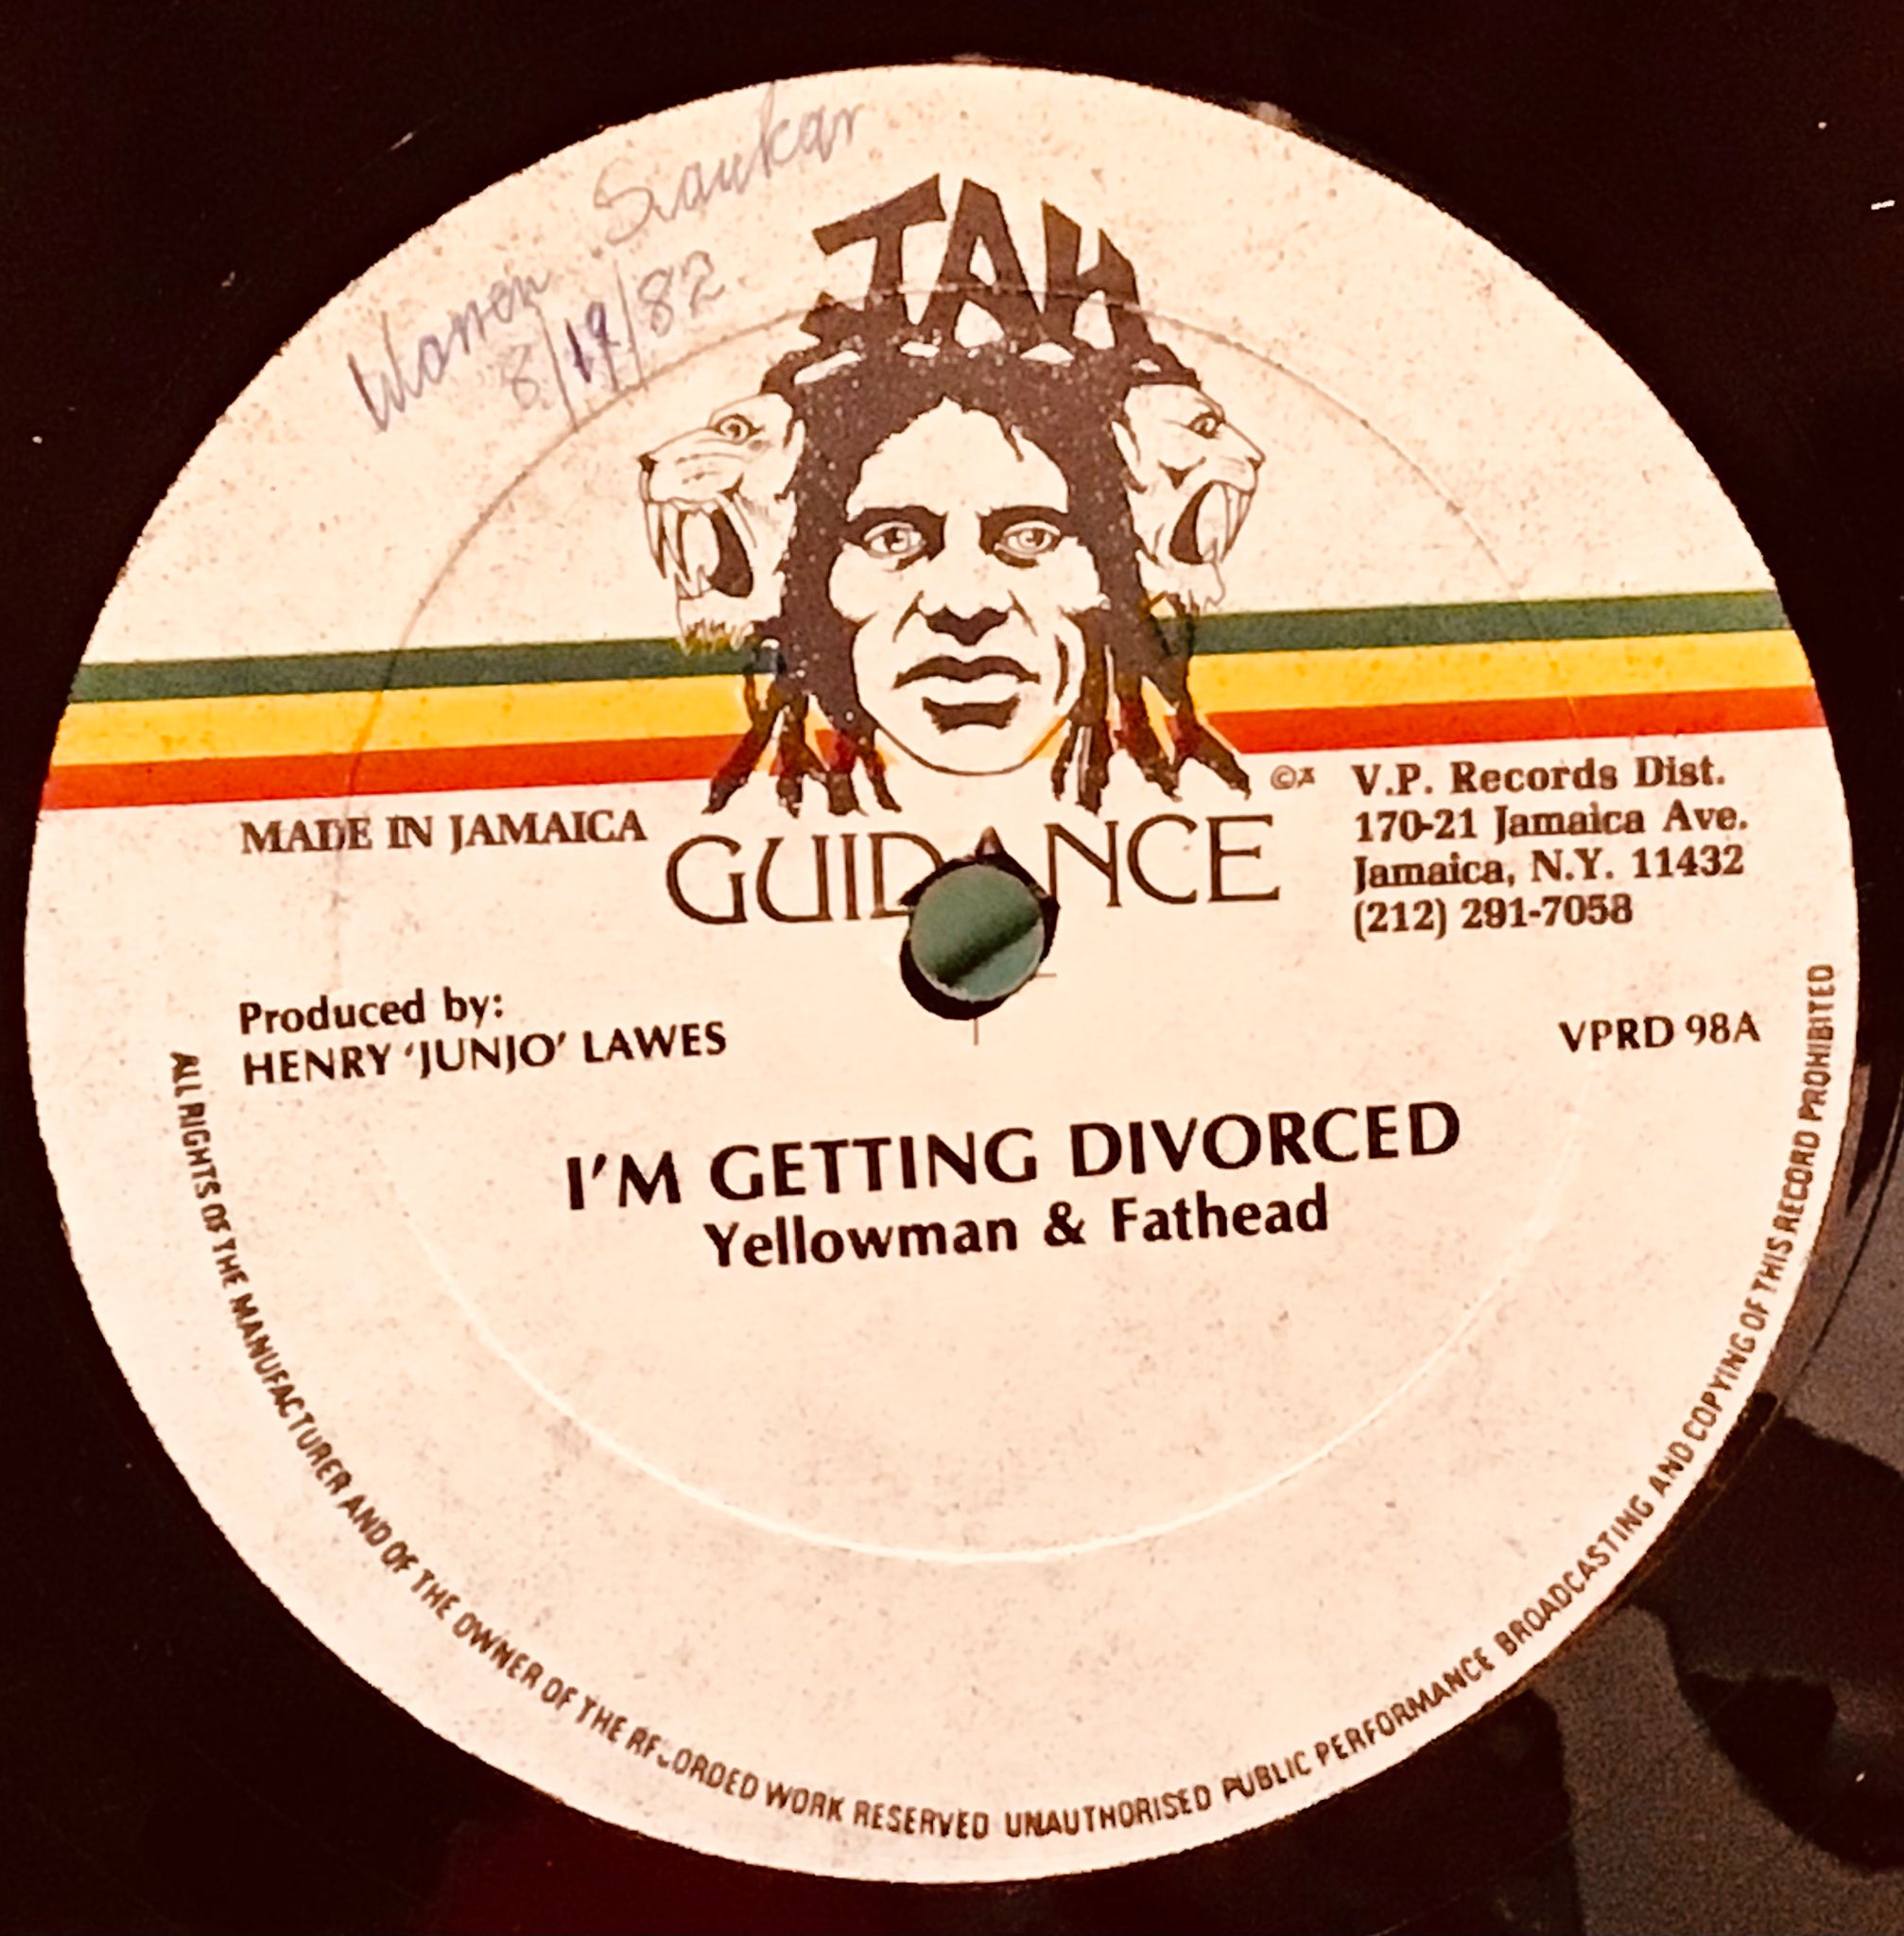 Warren
8/19/82
JAH
GUIDANCE
MADE IN JAMAICA
V.P. Records Dist.
170-21 Jamaica Ave.
Jamaica, N.Y. 11432
(212) 291-7058
Produced by:
HENRY 'JUNJO' LAWES
VPRD 98A
I'M GETTING DIVORCED
Yellowman & Fathead
ALL RIGHTS OF THE MANUFACTURER AND OF THE OWNER OF THE RECORDED WORK RESERVED UNAUTHORISED PUBLIC PERFORMANCE BROADCASTING AND COPYING OF THIS RECORD PROHIBITED